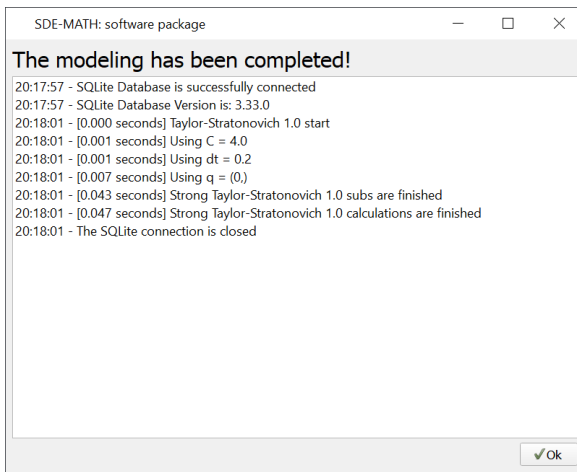 SDE-MATH: software package
The modeling has been completed!
20:17:57 - SQLite Database is successfully connected
20:17:57 - SQLite Database Version is: 3.33.0
20:18:01 - [0.000 seconds] Taylor-Stratonovich 1.0 start
20:18:01 - [0.001 seconds] Using C = 4.0
20:18:01 - [0.001 seconds] Using dt = 0.2
20:18:01 - [0.007 seconds] Using q = (0,)
20:18:01 - [0.043 seconds] Strong Taylor-Stratonovich 1.0 subs are finished
20:18:01 - [0.047 seconds] Strong Taylor-Stratonovich 1.0 calculations are finished
20:18:01 - The SQLite connection is closed
Ok